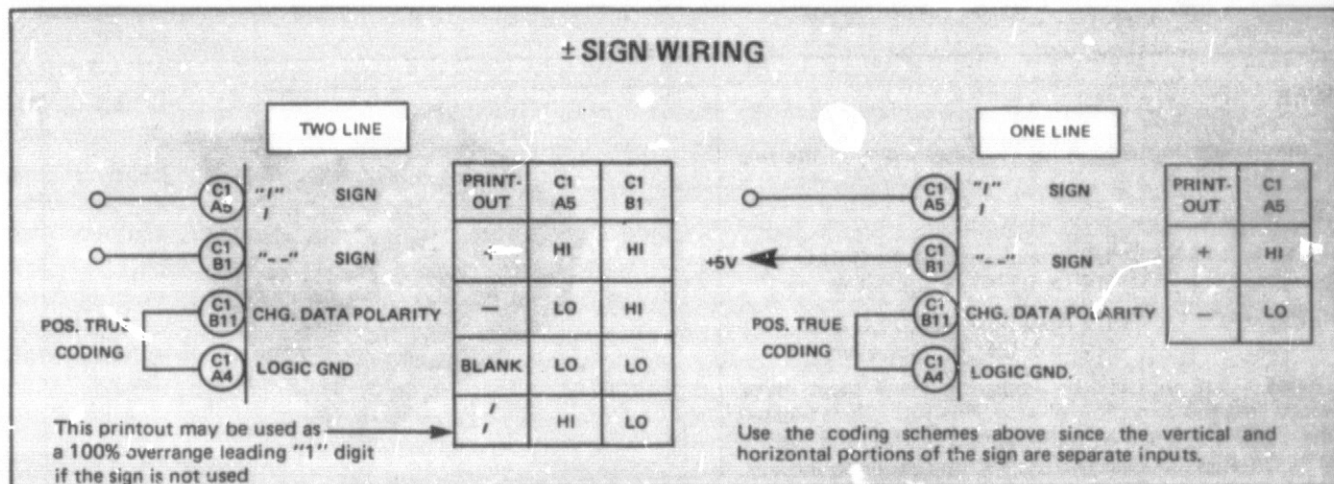 ± SIGN WIRING
TWO LINE
C1 A5 "/" / SIGN
C1 B1 "--" SIGN
C1 B11 CHG. DATA POLARITY
C1 A4 LOGIC GND
POS. TRUE
CODING
PRINT-OUT C1 A5 C1 B1
+ HI HI
— LO HI
BLANK LO LO
/ / HI LO
This printout may be used as
a 100% overrange leading "1" digit
if the sign is not used
ONE LINE
C1 A5 "/" / SIGN
+5V C1 B1 "--" SIGN
C1 B11 CHG. DATA POLARITY
C1 A4 LOGIC GND.
POS. TRUE
CODING
PRINT-OUT C1 A5
+ HI
— LO
Use the coding schemes above since the vertical and
horizontal portions of the sign are separate inputs.